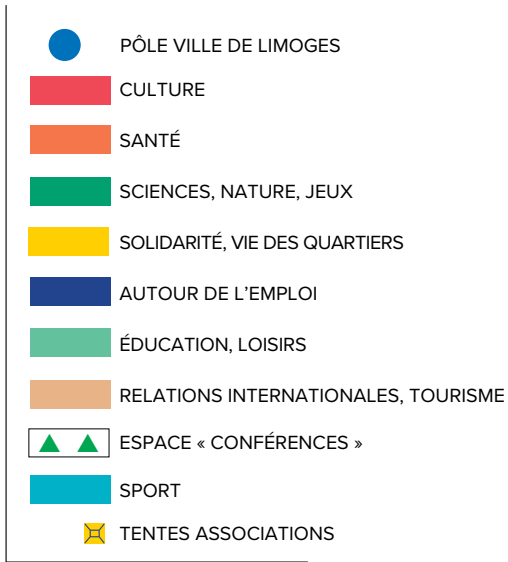 PÔLE VILLE DE LIMOGES
CULTURE
SANTÉ
SCIENCES, NATURE, JEUX
SOLIDARITÉ, VIE DES QUARTIERS
AUTOUR DE L'EMPLOI
ÉDUCATION, LOISIRS
RELATIONS INTERNATIONALES, TOURISME
ESPACE « CONFÉRENCES »
SPORT
TENTES ASSOCIATIONS